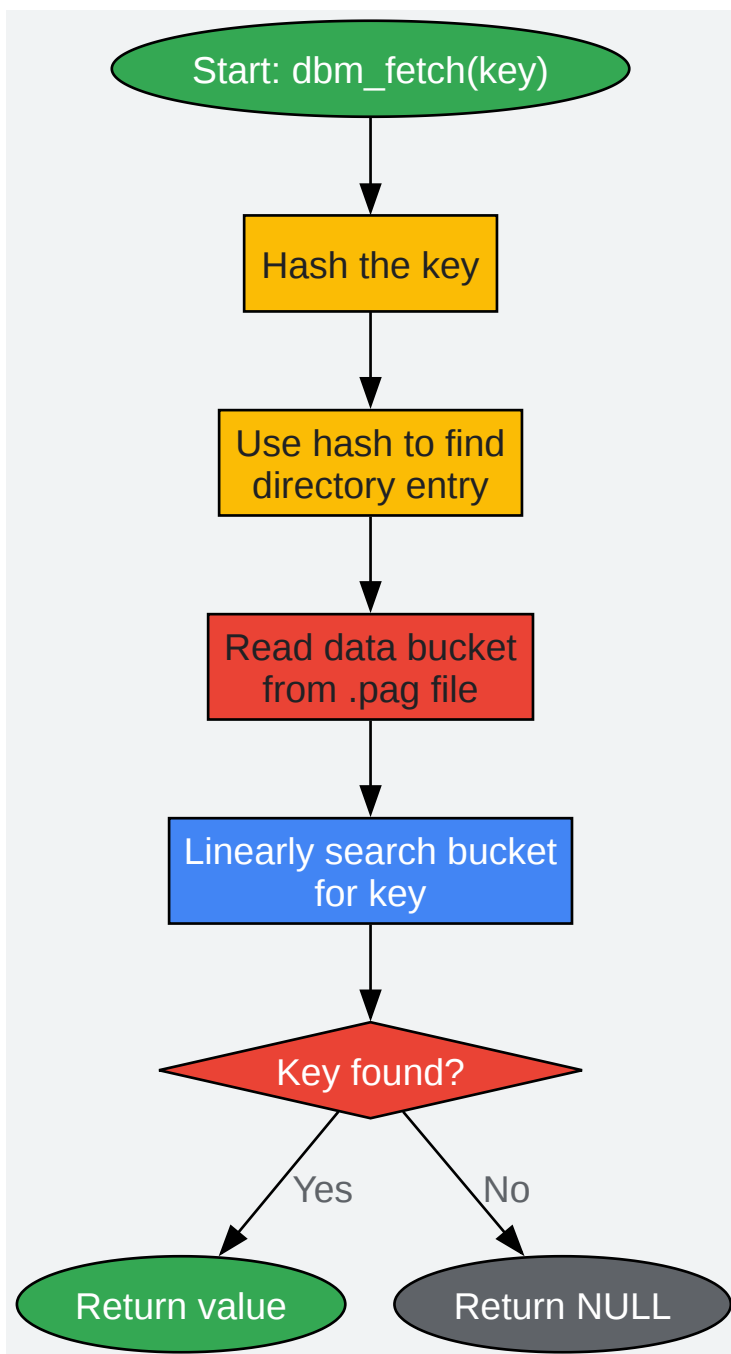 Start: dbm_fetch(key)
Hash the key
Use hash to find
directory entry
Read data bucket
from .pag file
Linearly search bucket
for key
Key found?
Yes
No
Return value
Return NULL